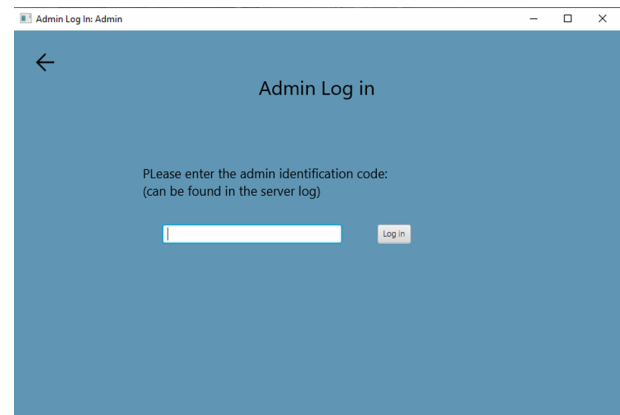 Admin Log In: Admin
Admin Log in
PLease enter the admin identification code:
(can be found in the server log)
Log in